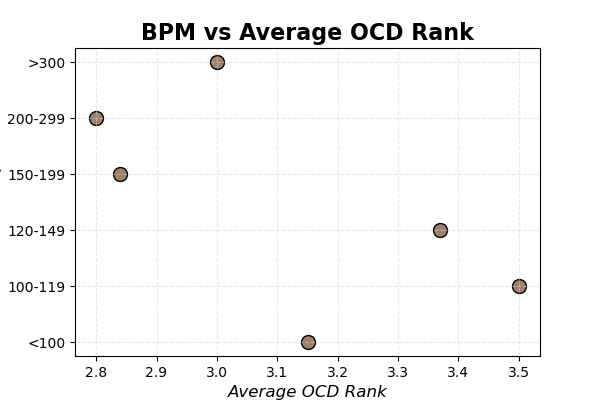 BPM vs Average OCD Rank
>300
200-299
150-199
120-149
100-119
<100
2.8 2.9 3.0 3.1 3.2 3.3 3.4 3.5
Average OCD Rank